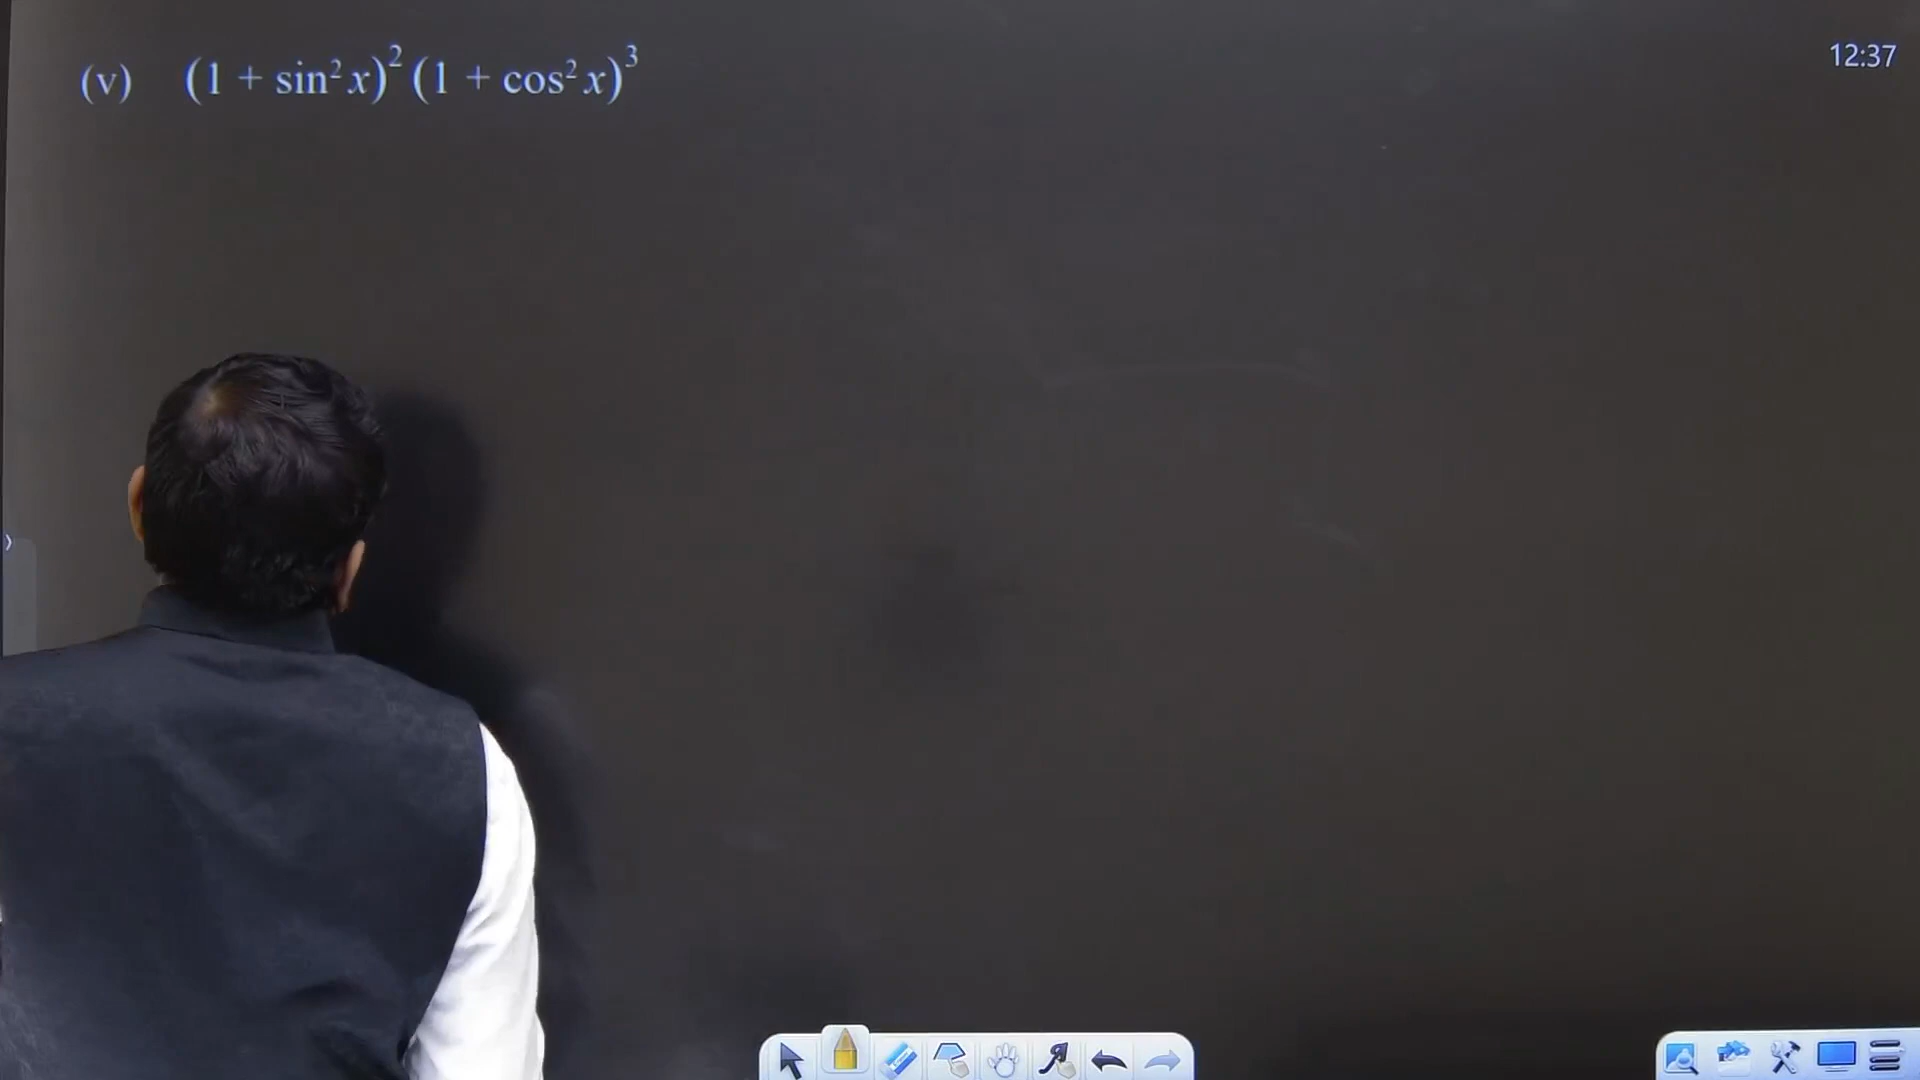 (v) (1 + sin²x)² (1 + cos²x)³
12:37